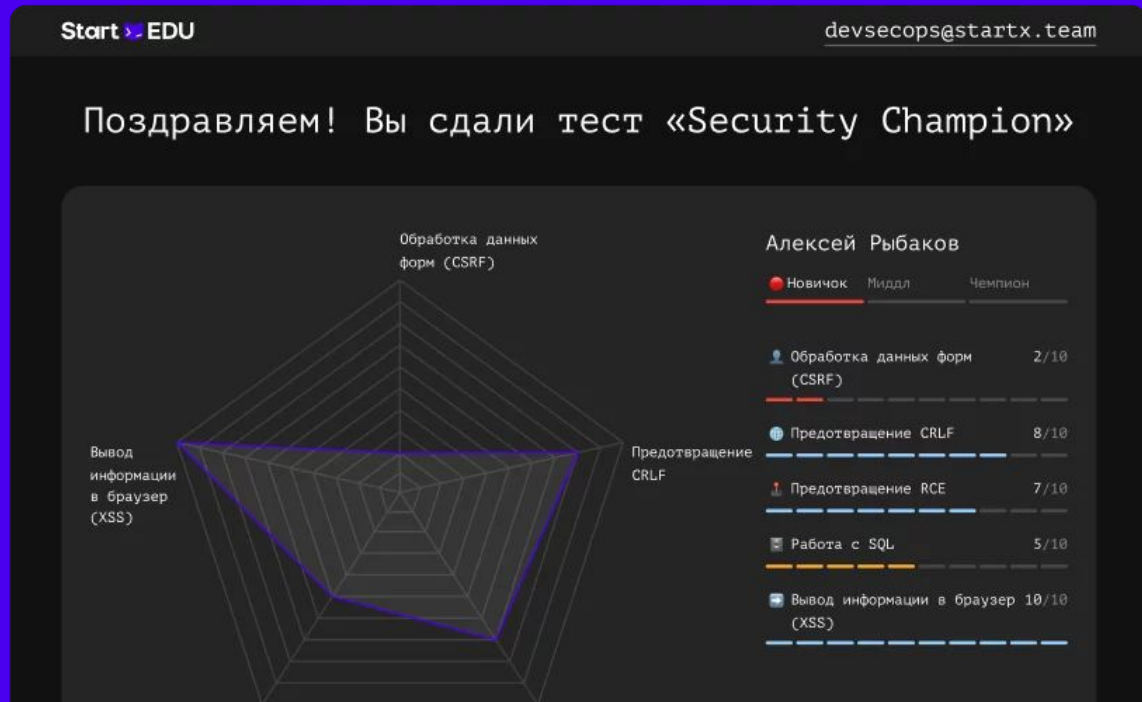 Start EDU
devsecops@startx.team
Поздравляем! Вы сдали тест «Security Champion»
Обработка данных
форм (CSRF)
Предотвращение
CRLF
Вывод
информации
в браузер
(XSS)
Алексей Рыбаков
Новичок Миддл Чемпион
Обработка данных форм 2/10
(CSRF)
Предотвращение CRLF 8/10
Предотвращение RCE 7/10
Работа с SQL 5/10
Вывод информации в браузер 10/10
(XSS)